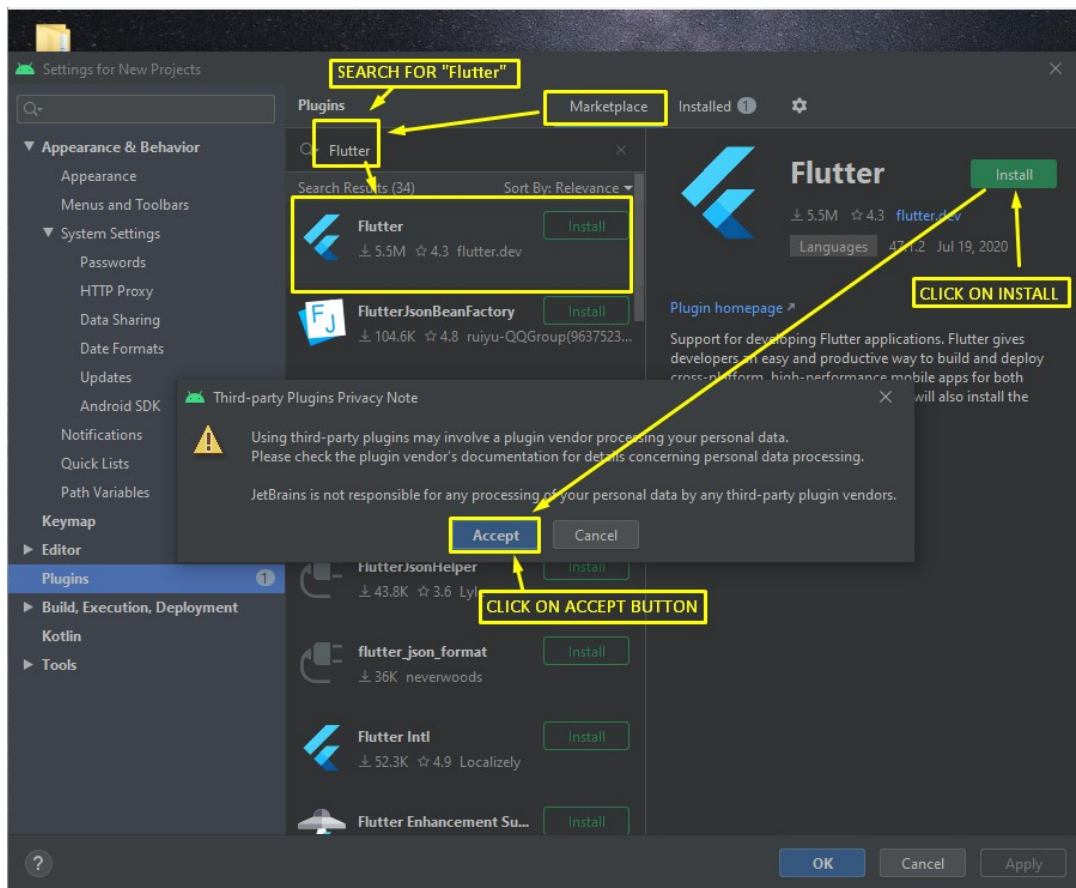 Settings for New Projects
SEARCH FOR "Flutter"
Plugins
Marketplace
Installed 1
Flutter
Search Results (34)
Sort By: Relevance
Appearance & Behavior
Appearance
Menus and Toolbars
System Settings
Passwords
HTTP Proxy
Data Sharing
Date Formats
Updates
Android SDK
Notifications
Quick Lists
Path Variables
Keymap
Editor
Plugins 1
Build, Execution, Deployment
Kotlin
Tools
Flutter
Install
5.5M 4.3 flutter.dev
FJ
FlutterJsonBeanFactory
Install
104.6K 4.8 ruiyu-QQGroup(9637523...
Flutter
Install
5.5M 4.3 flutter.dev
Languages 47.1.2 Jul 19, 2020
CLICK ON INSTALL
Plugin homepage
Support for developing Flutter applications. Flutter gives
developers an easy and productive way to build and deploy
cross-platform, high-performance mobile apps for both
will also install the
Third-party Plugins Privacy Note
Using third-party plugins may involve a plugin vendor processing your personal data.
Please check the plugin vendor's documentation for details concerning personal data processing.
JetBrains is not responsible for any processing of your personal data by any third-party plugin vendors.
Accept
Cancel
FlutterJsonHelper
Install
43.8K 3.6 Lyl
CLICK ON ACCEPT BUTTON
flutter_json_format
Install
36K neverwoods
Flutter Intl
Install
52.3K 4.9 Localizely
Flutter Enhancement Su...
Install
?
OK
Cancel
Apply